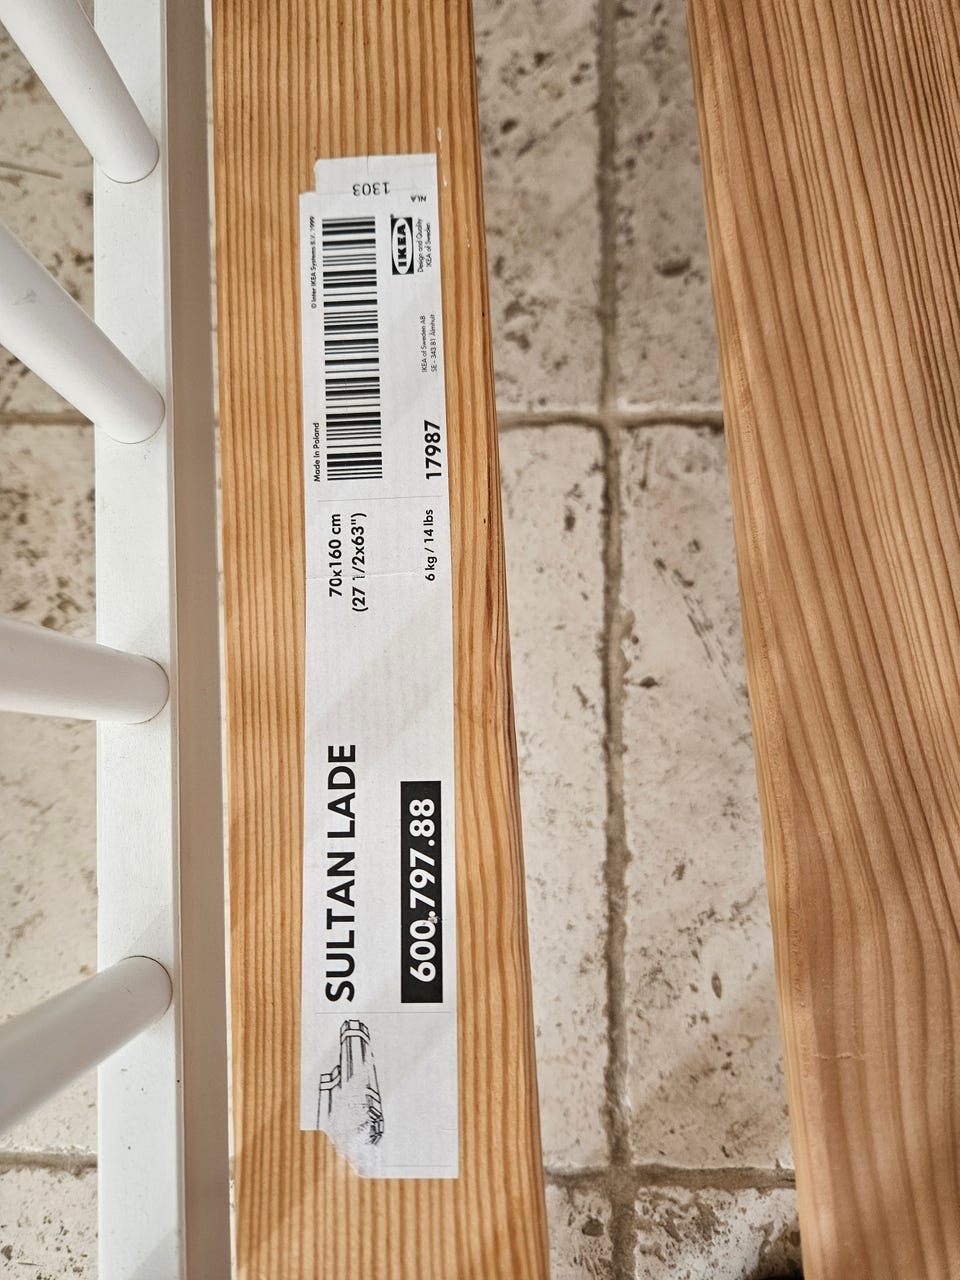 SULTAN LADE
600.797.88
70x160 cm
(27 1/2x63")
6 kg / 14 lbs
Made in Poland
© Inter IKEA Systems B.V. 1999
17987
IKEA of Sweden AB
SE - 343 81 Älmhult
IKEA
Design and Quality
IKEA of Sweden
NLA
1303